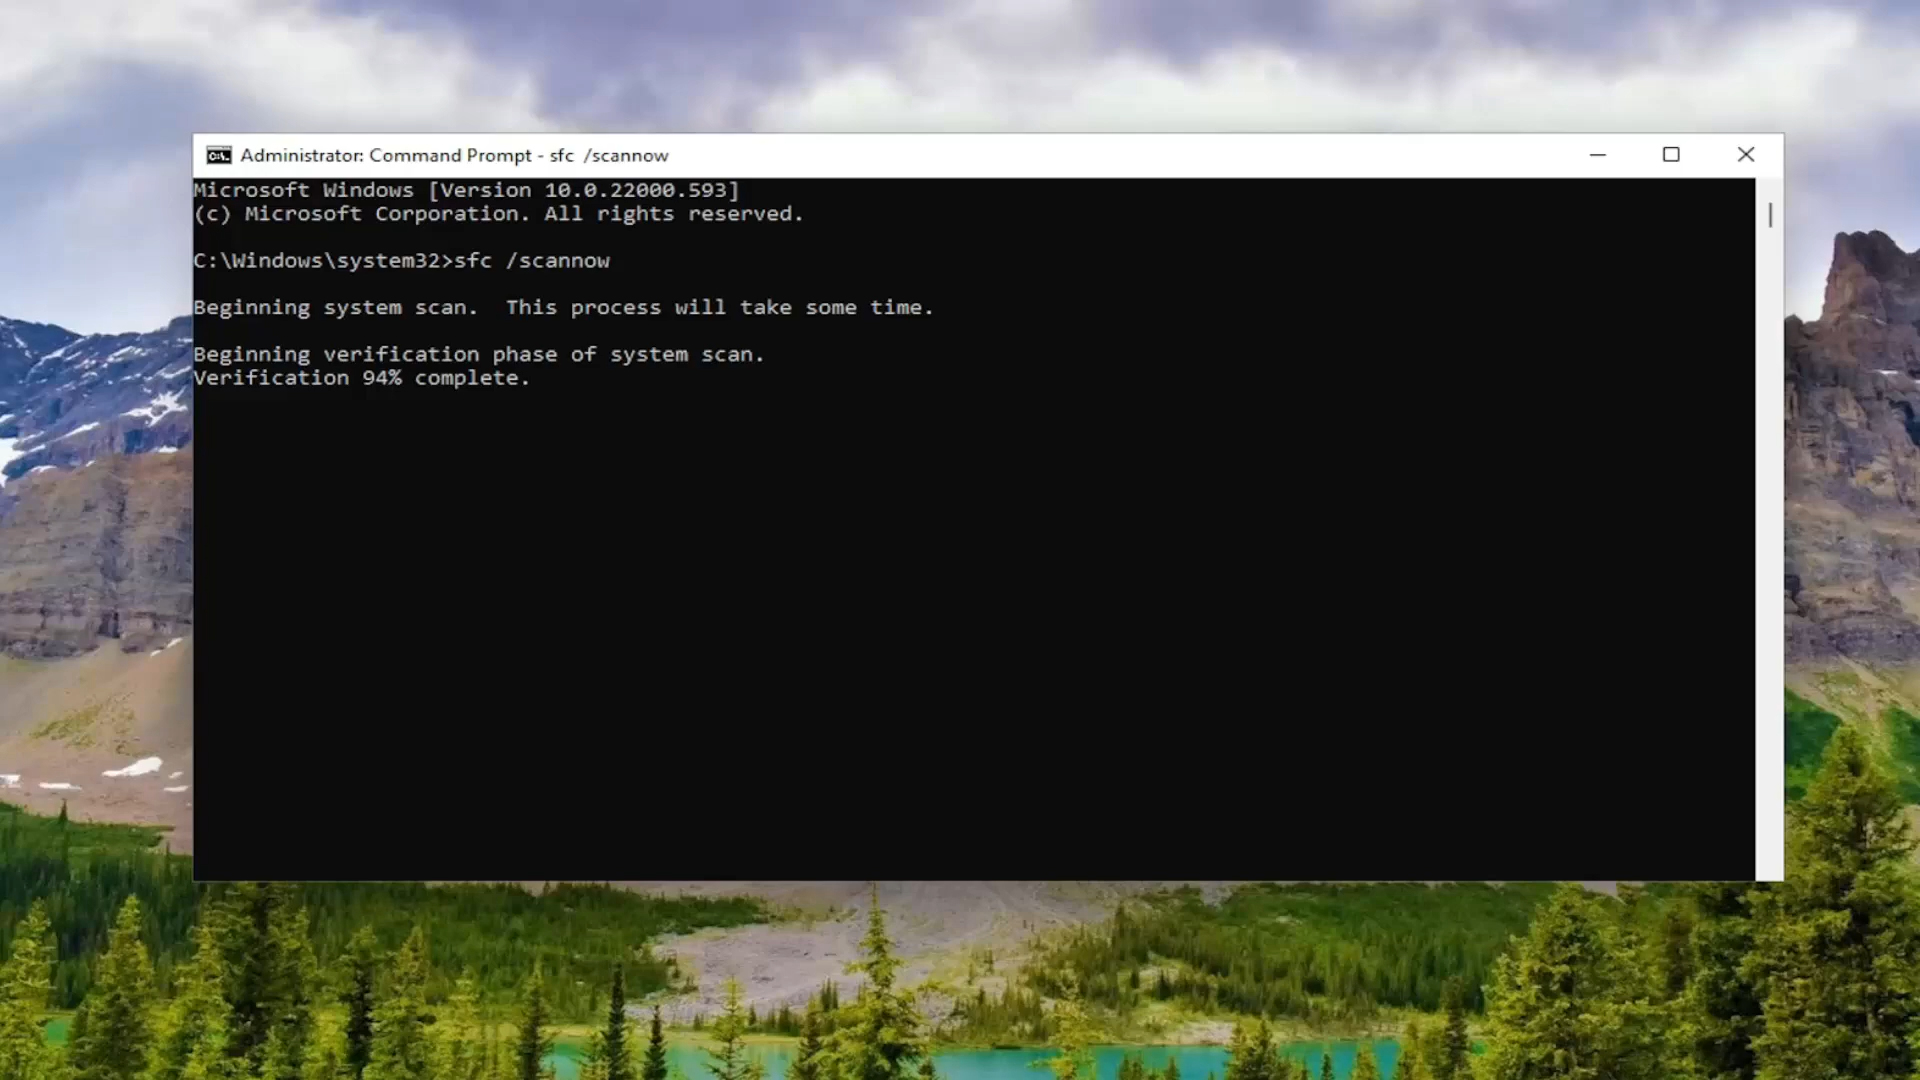 Administrator: Command Prompt - sfc  /scannow
Microsoft Windows [Version 10.0.22000.593]
(c) Microsoft Corporation. All rights reserved.
C:\Windows\system32>sfc /scannow
Beginning system scan.  This process will take some time.
Beginning verification phase of system scan.
Verification 94% complete.